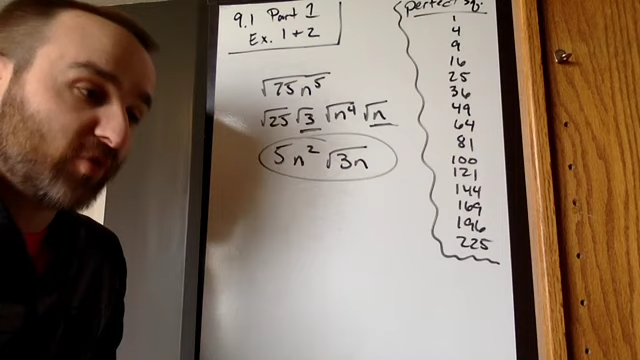 9.1 Part 1
Ex. 1 + 2
√75n⁵
√25 √3 √n⁴ √n
5n² √3n
perfect sq:
1
4
9
16
25
36
49
64
81
100
121
144
169
196
225